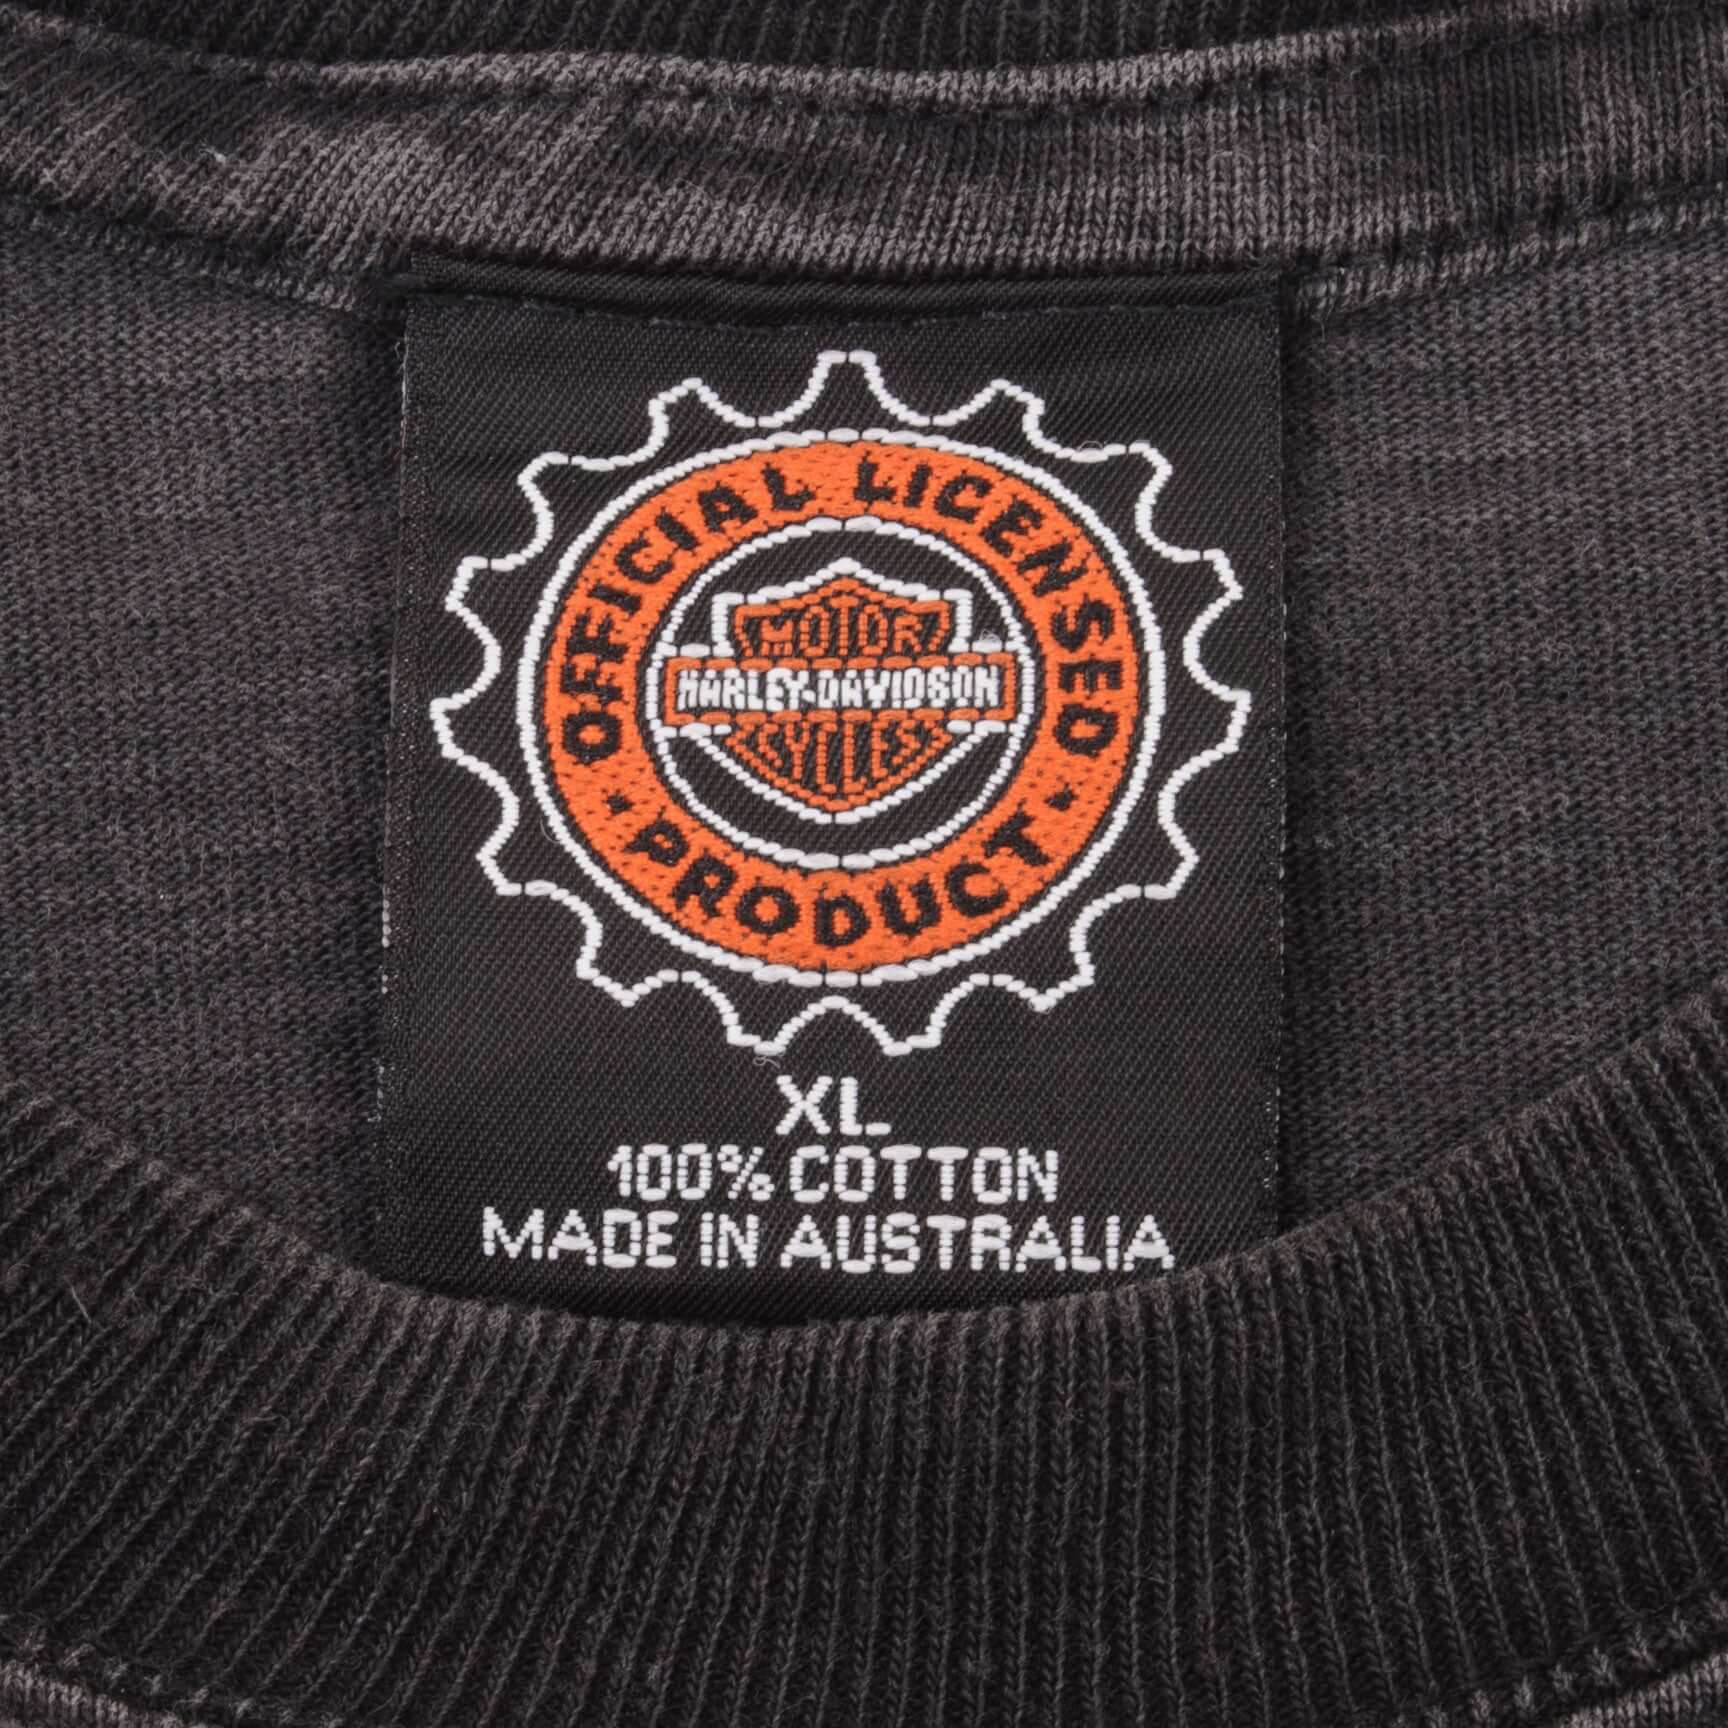 OFFICIAL LICENSED
MOTOR
HARLEY-DAVIDSON
CYCLES
• PRODUCT •
XL
100% COTTON
MADE IN AUSTRALIA